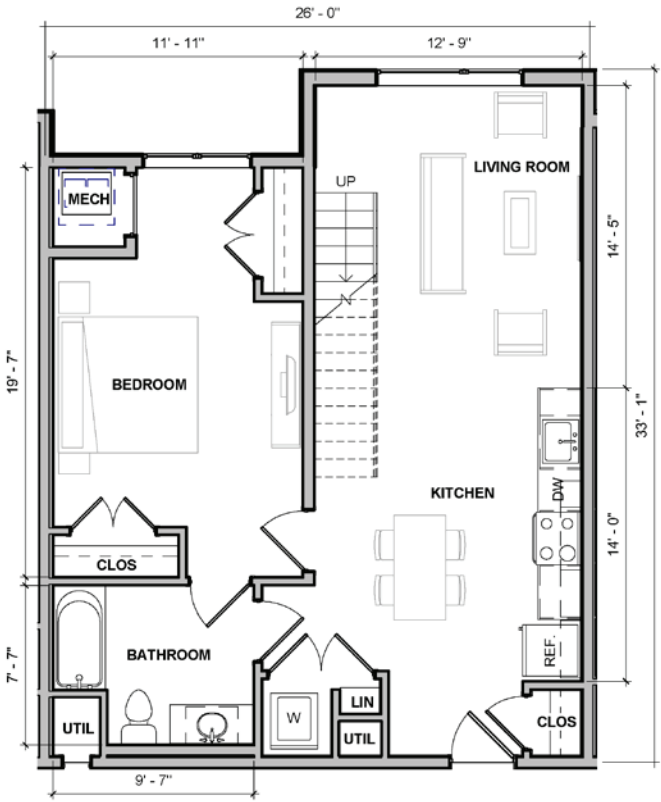 26' - 0"
11' - 11"
12' - 9"
MECH
UP
LIVING ROOM
14' - 5"
19' - 7"
BEDROOM
N
33' - 1"
KITCHEN
DW
14' - 0"
CLOS
7' - 7"
BATHROOM
REF.
UTIL
W
LIN
UTIL
CLOS
9' - 7"